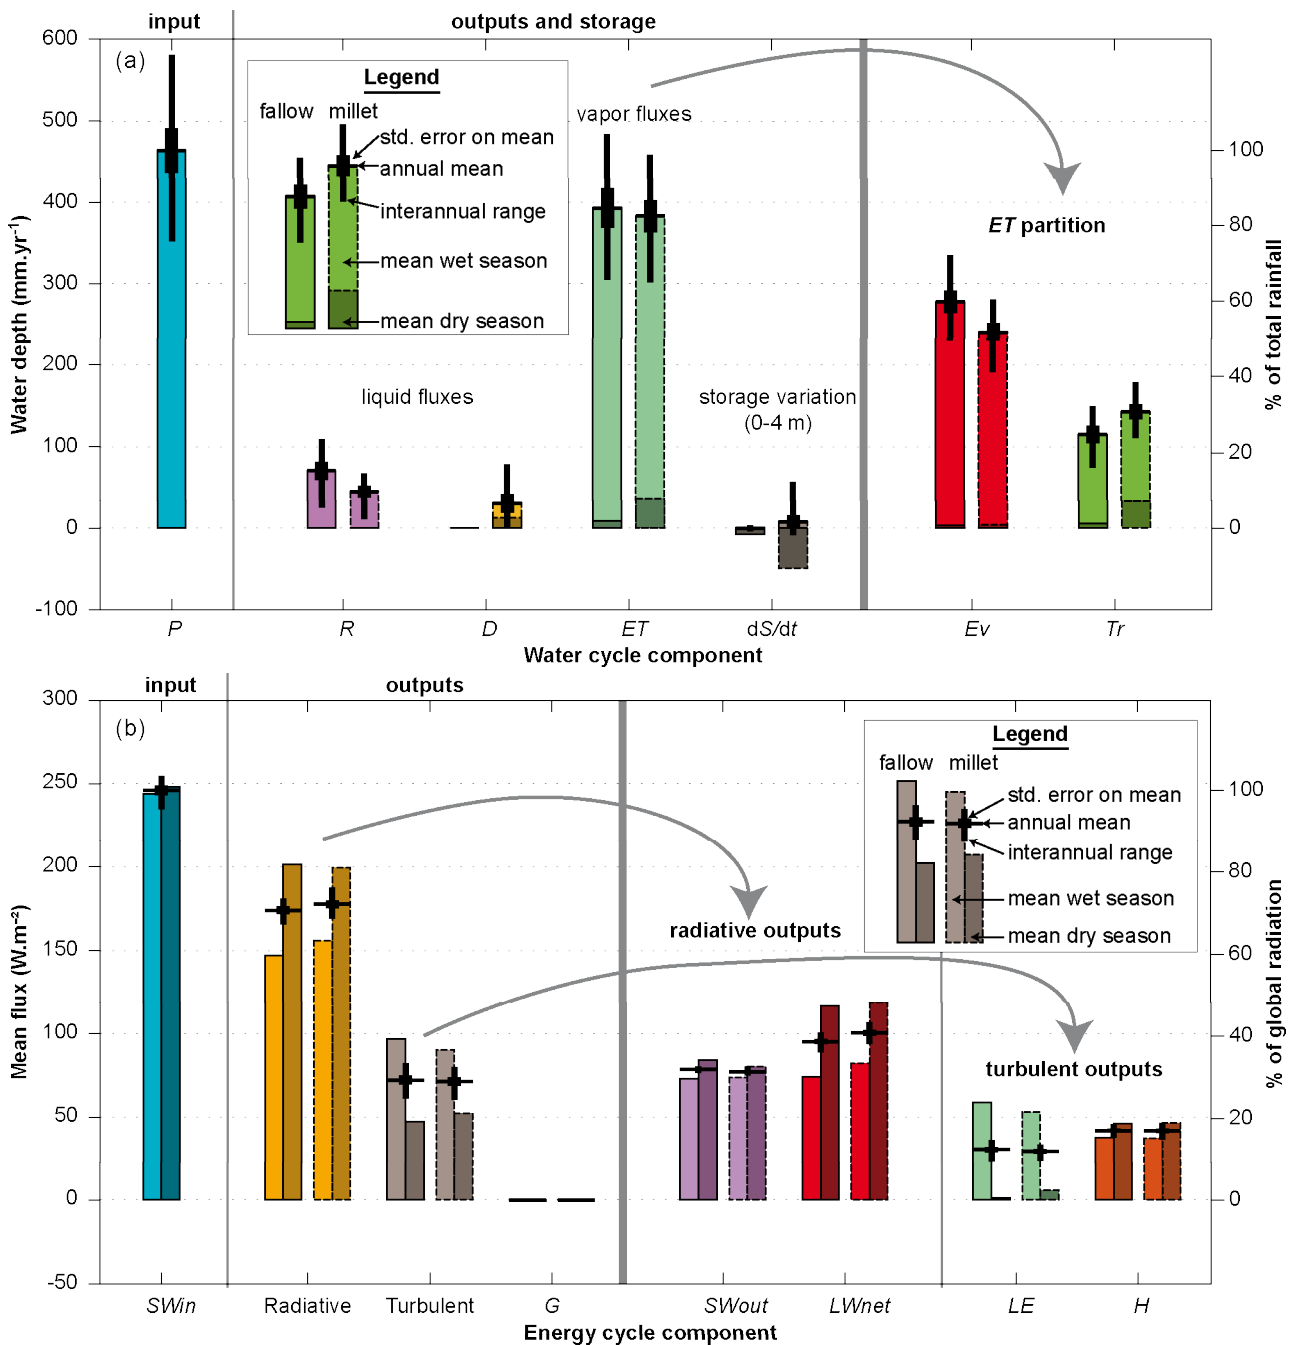 input
outputs and storage
(a)
600
500
400
300
200
100
0
-100
Water depth (mm.yr⁻¹)
Legend
fallow
millet
std. error on mean
annual mean
interannual range
mean wet season
mean dry season
vapor fluxes
liquid fluxes
storage variation
(0-4 m)
ET partition
100
80
60
40
20
0
% of total rainfall
P
R
D
ET
dS/dt
Ev
Tr
Water cycle component
input
outputs
(b)
300
250
200
150
100
50
0
-50
Mean flux (W.m⁻²)
Legend
fallow
millet
std. error on mean
annual mean
interannual range
mean wet season
mean dry season
radiative outputs
turbulent outputs
100
80
60
40
20
0
% of global radiation
SWin
Radiative
Turbulent
G
SWout
LWnet
LE
H
Energy cycle component